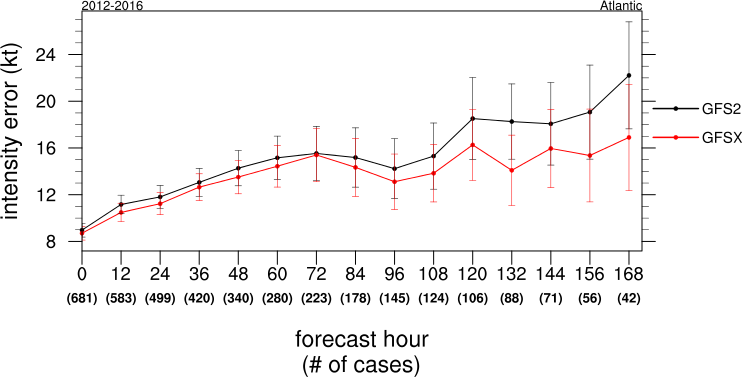 2012-2016 Atlantic
intensity error (kt)
24
20
16
12
8
GFS2
GFSX
0 12 24 36 48 60 72 84 96 108 120 132 144 156 168
(681) (583) (499) (420) (340) (280) (223) (178) (145) (124) (106) (88) (71) (56) (42)
forecast hour
(# of cases)